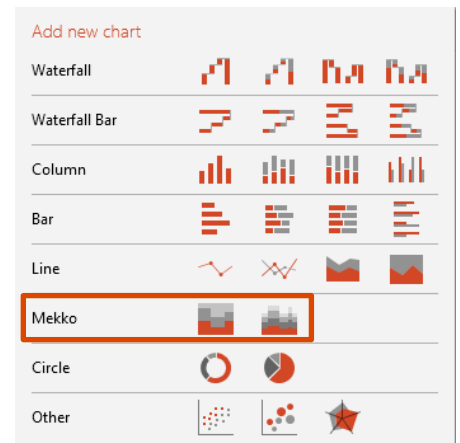 Add new chart
Waterfall
Waterfall Bar
Column
Bar
Line
Mekko
Circle
Other